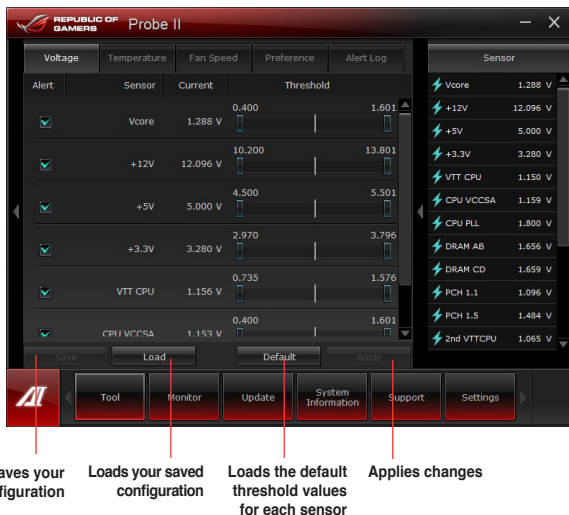 REPUBLIC OF GAMERS Probe II
Voltage Temperature Fan Speed Preference Alert Log
Alert Sensor Current Threshold
Vcore 1.288 V 0.400 1.601
+12V 12.096 V 10.200 13.801
+5V 5.000 V 4.500 5.501
+3.3V 3.280 V 2.970 3.796
VTT CPU 1.156 V 0.735 1.576
CPU VCCSA 1.153 V 0.400 1.601
Save Load Default Apply
Sensor
Vcore 1.288 V
+12V 12.096 V
+5V 5.000 V
+3.3V 3.280 V
VTT CPU 1.150 V
CPU VCCSA 1.159 V
CPU PLL 1.800 V
DRAM AB 1.656 V
DRAM CD 1.659 V
PCH 1.1 1.096 V
PCH 1.5 1.484 V
2nd VTTCPU 1.065 V
Tool Monitor Update System Information Support Settings
aves your
figuration
Loads your saved
configuration
Loads the default
threshold values
for each sensor
Applies changes